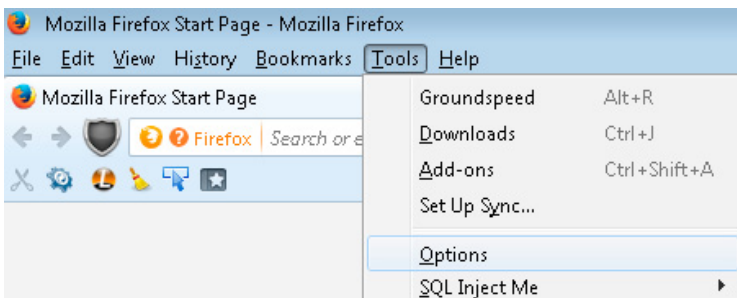 Mozilla Firefox Start Page - Mozilla Firefox
File Edit View History Bookmarks Tools Help
Mozilla Firefox Start Page
Groundspeed Alt+R
Firefox Search or e
Downloads Ctrl+J
Add-ons Ctrl+Shift+A
Set Up Sync...
Options
SQL Inject Me